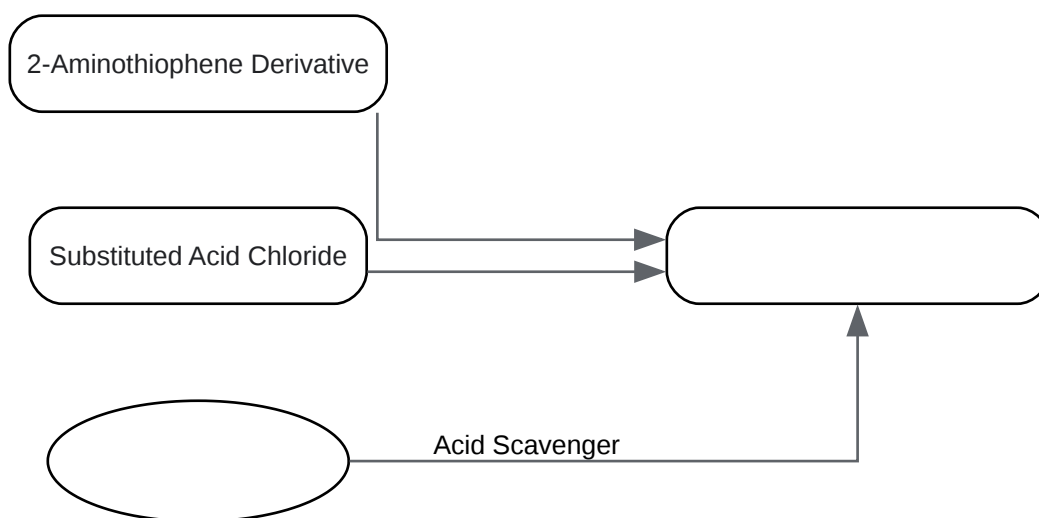 2-Aminothiophene Derivative
Substituted Acid Chloride
Acid Scavenger